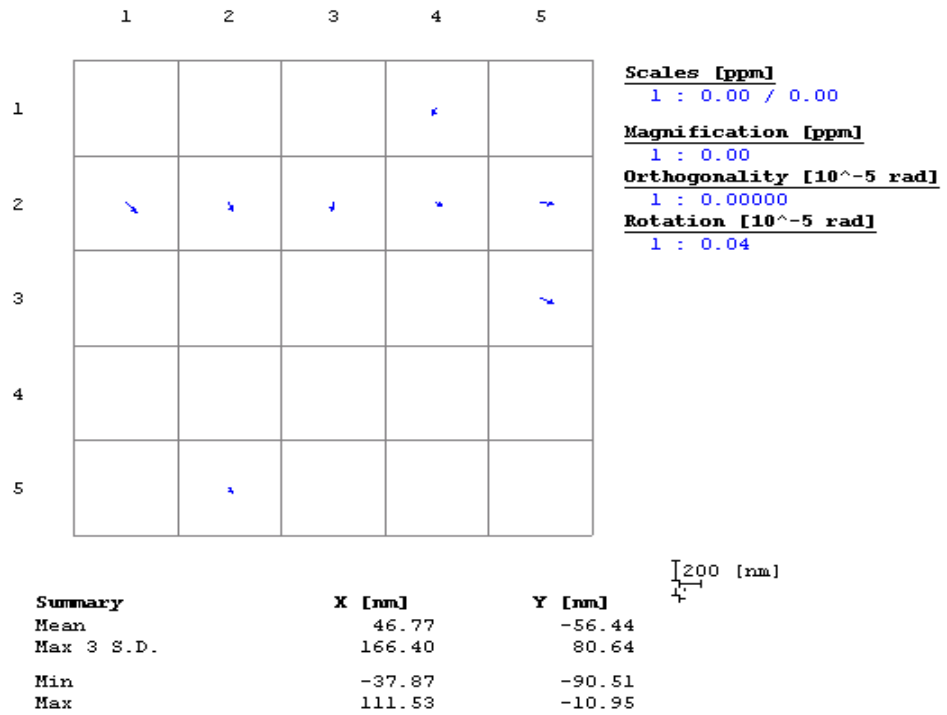 1 2 3 4 5
1
2
3
4
5
Scales [ppm]
1 : 0.00 / 0.00
Magnification [ppm]
1 : 0.00
Orthogonality [10^-5 rad]
1 : 0.00000
Rotation [10^-5 rad]
1 : 0.04
200 [nm]
Summary X [nm] Y [nm]
Mean 46.77 -56.44
Max 3 S.D. 166.40 80.64
Min -37.87 -90.51
Max 111.53 -10.95